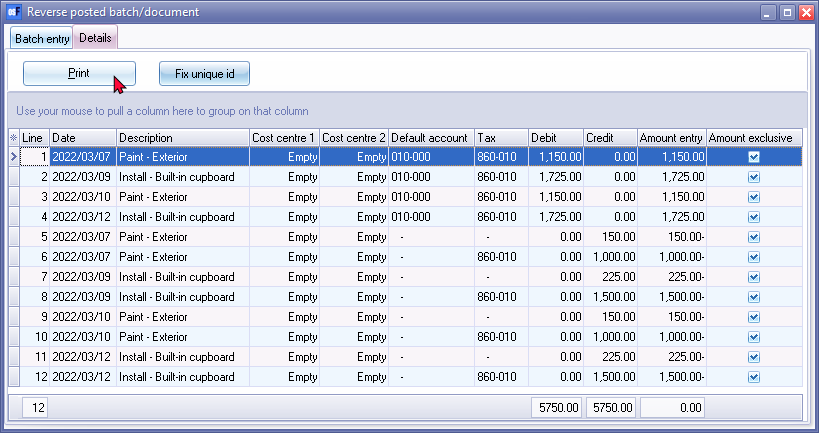 #F Reverse posted batch/document
Batch entry Details
Print Fix unique id
Use your mouse to pull a column here to group on that column
Line Date Description Cost centre 1 Cost centre 2 Default account Tax Debit Credit Amount entry Amount exclusive
1 2022/03/07 Paint - Exterior Empty Empty 010-000 860-010 1,150.00 0.00 1,150.00
2 2022/03/09 Install - Built-in cupboard Empty Empty 010-000 860-010 1,725.00 0.00 1,725.00
3 2022/03/10 Paint - Exterior Empty Empty 010-000 860-010 1,150.00 0.00 1,150.00
4 2022/03/12 Install - Built-in cupboard Empty Empty 010-000 860-010 1,725.00 0.00 1,725.00
5 2022/03/07 Paint - Exterior Empty Empty - - 0.00 150.00 150.00-
6 2022/03/07 Paint - Exterior Empty Empty - 860-010 0.00 1,000.00 1,000.00-
7 2022/03/09 Install - Built-in cupboard Empty Empty - - 0.00 225.00 225.00-
8 2022/03/09 Install - Built-in cupboard Empty Empty - 860-010 0.00 1,500.00 1,500.00-
9 2022/03/10 Paint - Exterior Empty Empty - - 0.00 150.00 150.00-
10 2022/03/10 Paint - Exterior Empty Empty - 860-010 0.00 1,000.00 1,000.00-
11 2022/03/12 Install - Built-in cupboard Empty Empty - - 0.00 225.00 225.00-
12 2022/03/12 Install - Built-in cupboard Empty Empty - 860-010 0.00 1,500.00 1,500.00-
12 5750.00 5750.00 0.00